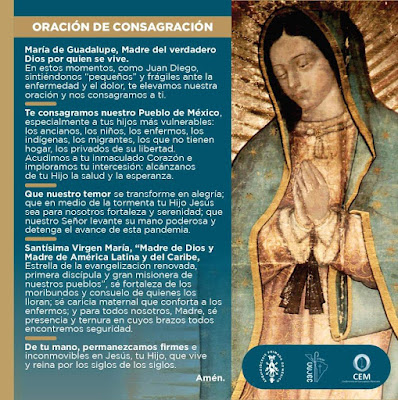 ORACIÓN DE CONSAGRACIÓN
María de Guadalupe, Madre del verdadero
Dios por quien se vive.
En estos momentos, como Juan Diego,
sintiéndonos "pequeños" y frágiles ante la
enfermedad y el dolor, te elevamos nuestra
oración y nos consagramos a ti.
Te consagramos nuestro Pueblo de México,
especialmente a tus hijos más vulnerables:
los ancianos, los niños, los enfermos, los
indígenas, los migrantes, los que no tienen
hogar, los privados de su libertad.
Acudimos a tu inmaculado Corazón e
imploramos tu intercesión: alcánzanos
de tu Hijo la salud y la esperanza.
Que nuestro temor se transforme en alegría;
que en medio de la tormenta tu Hijo Jesús
sea para nosotros fortaleza y serenidad; que
nuestro Señor levante su mano poderosa y
detenga el avance de esta pandemia.
Santísima Virgen María, "Madre de Dios y
Madre de América Latina y del Caribe,
Estrella de la evangelización renovada,
primera discípula y gran misionera de
nuestros pueblos", sé fortaleza de los
moribundos y consuelo de quienes los
lloran; sé caricia maternal que conforta a los
enfermos; y para todos nosotros, Madre, sé
presencia y ternura en cuyos brazos todos
encontremos seguridad.
De tu mano, permanezcamos firmes e
inconmovibles en Jesús, tu Hijo, que vive
y reina por los siglos de los siglos.
Amén.
CEM